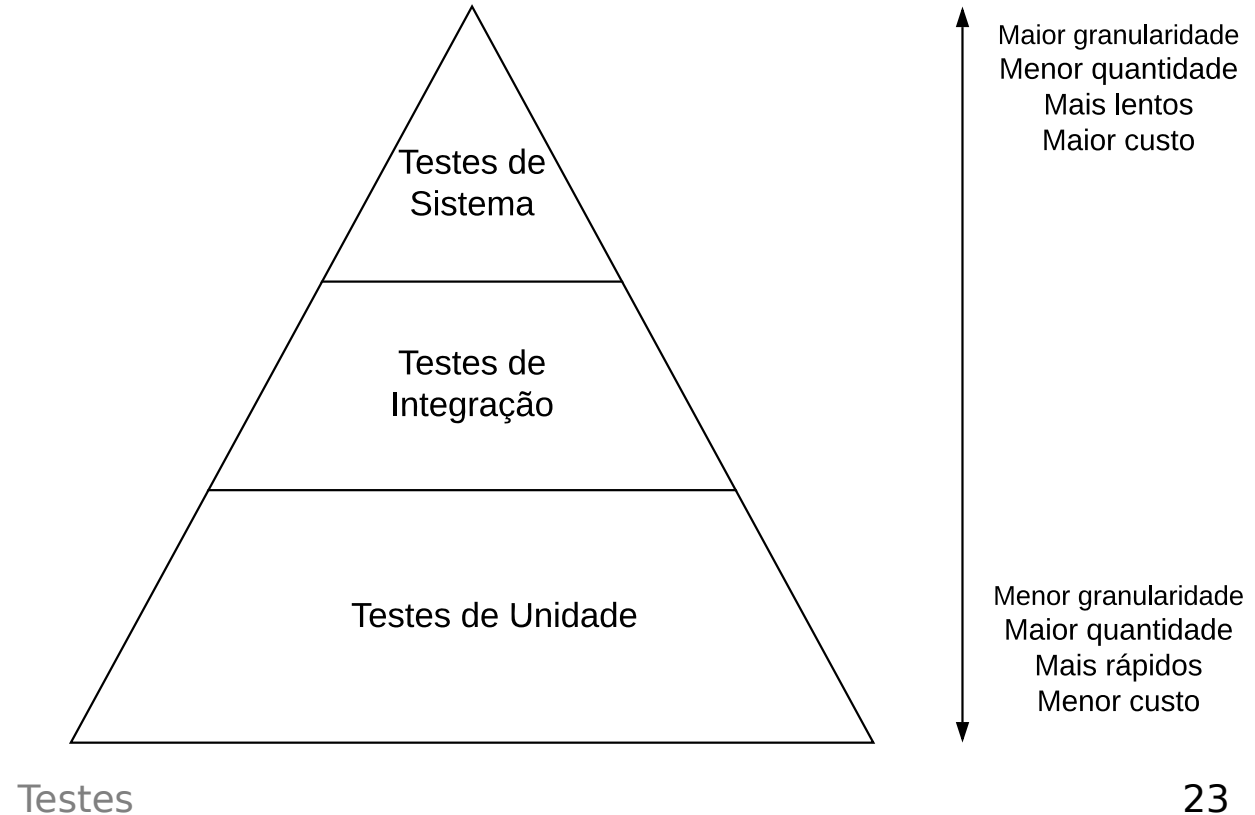 Maior granularidade
Menor quantidade
Mais lentos
Maior custo
Testes de
Sistema
Testes de
Integração
Testes de Unidade
Menor granularidade
Maior quantidade
Mais rápidos
Menor custo
Testes
23